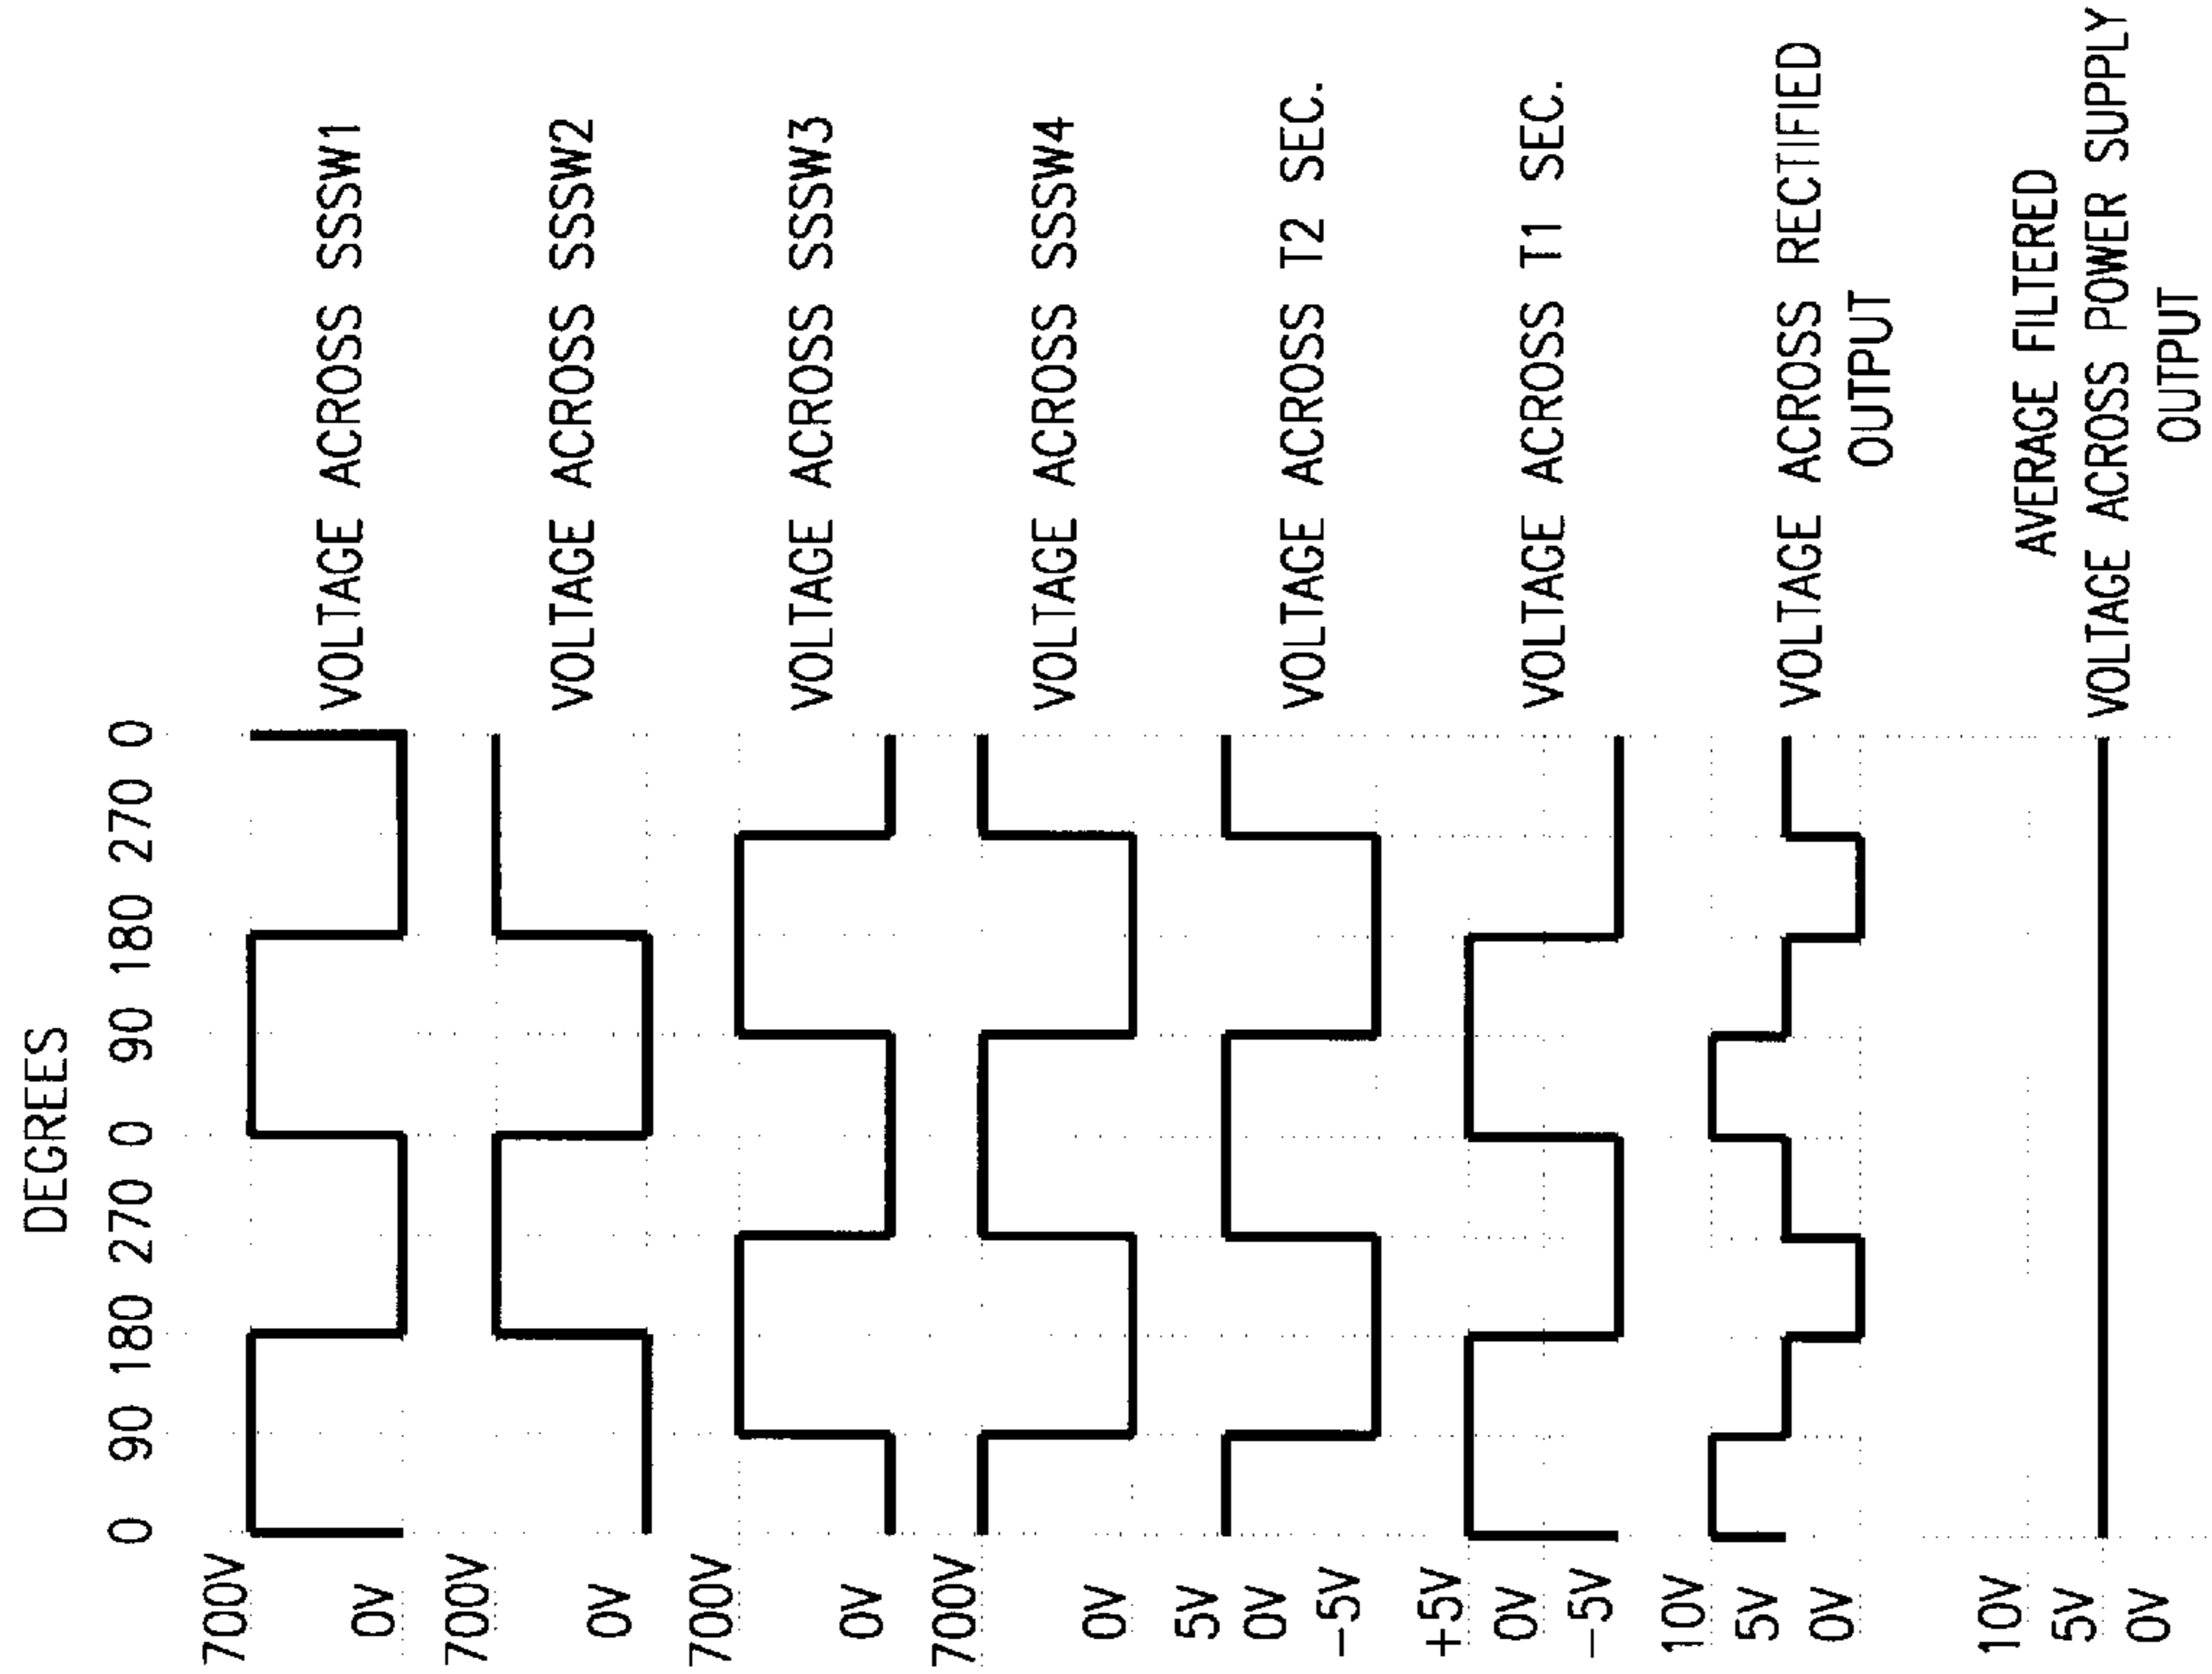 DEGREES
0 90 180 270 0 90 180 270 0
700V
0V
VOLTAGE ACROSS SSSW1
700V
0V
VOLTAGE ACROSS SSSW2
700V
0V
VOLTAGE ACROSS SSSW3
700V
0V
VOLTAGE ACROSS SSSW4
5V
0V
-5V
VOLTAGE ACROSS T2 SEC.
+5V
0V
-5V
VOLTAGE ACROSS T1 SEC.
10V
5V
0V
VOLTAGE ACROSS RECTIFIED
OUTPUT
10V
5V
0V
AVERAGE FILTERED
VOLTAGE ACROSS POWER SUPPLY
OUTPUT